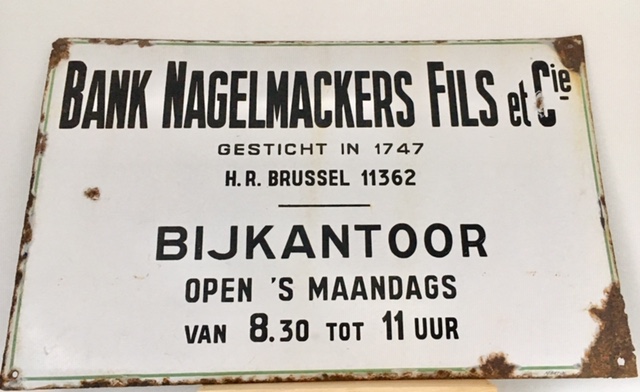 BANK NAGELMACKERS FILS et Cie
GESTICHT IN 1747
H.R. BRUSSEL 11362
BIJKANTOOR
OPEN 'S MAANDAGS
VAN 8.30 TOT 11 UUR